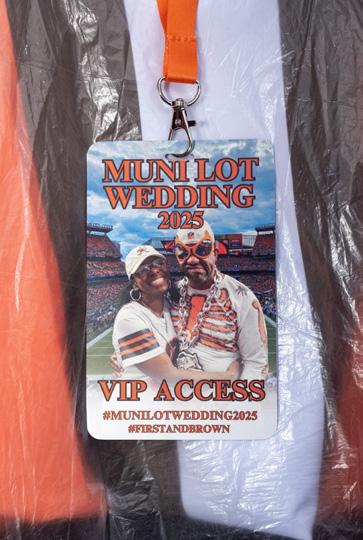 MUNI LOT
WEDDING
2025
VIP ACCESS
#MUNILOTWEDDING2025
#FIRSTANDBROWN